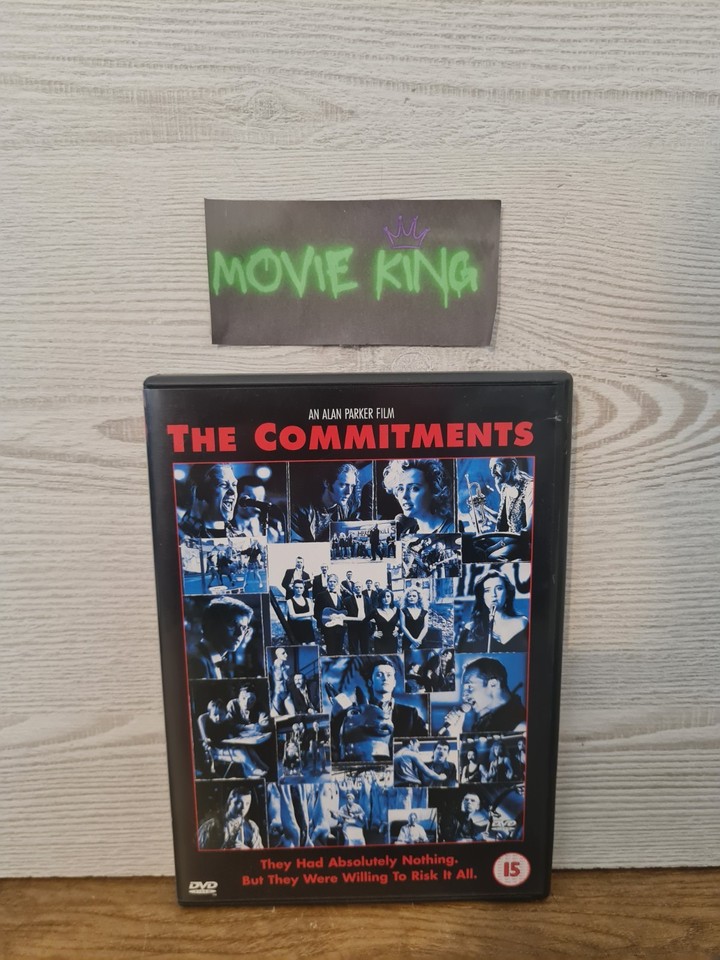 MOVIE KING
AN ALAN PARKER FILM
THE COMMITMENTS
They Had Absolutely Nothing.
But They Were Willing To Risk It All.
15
DVD